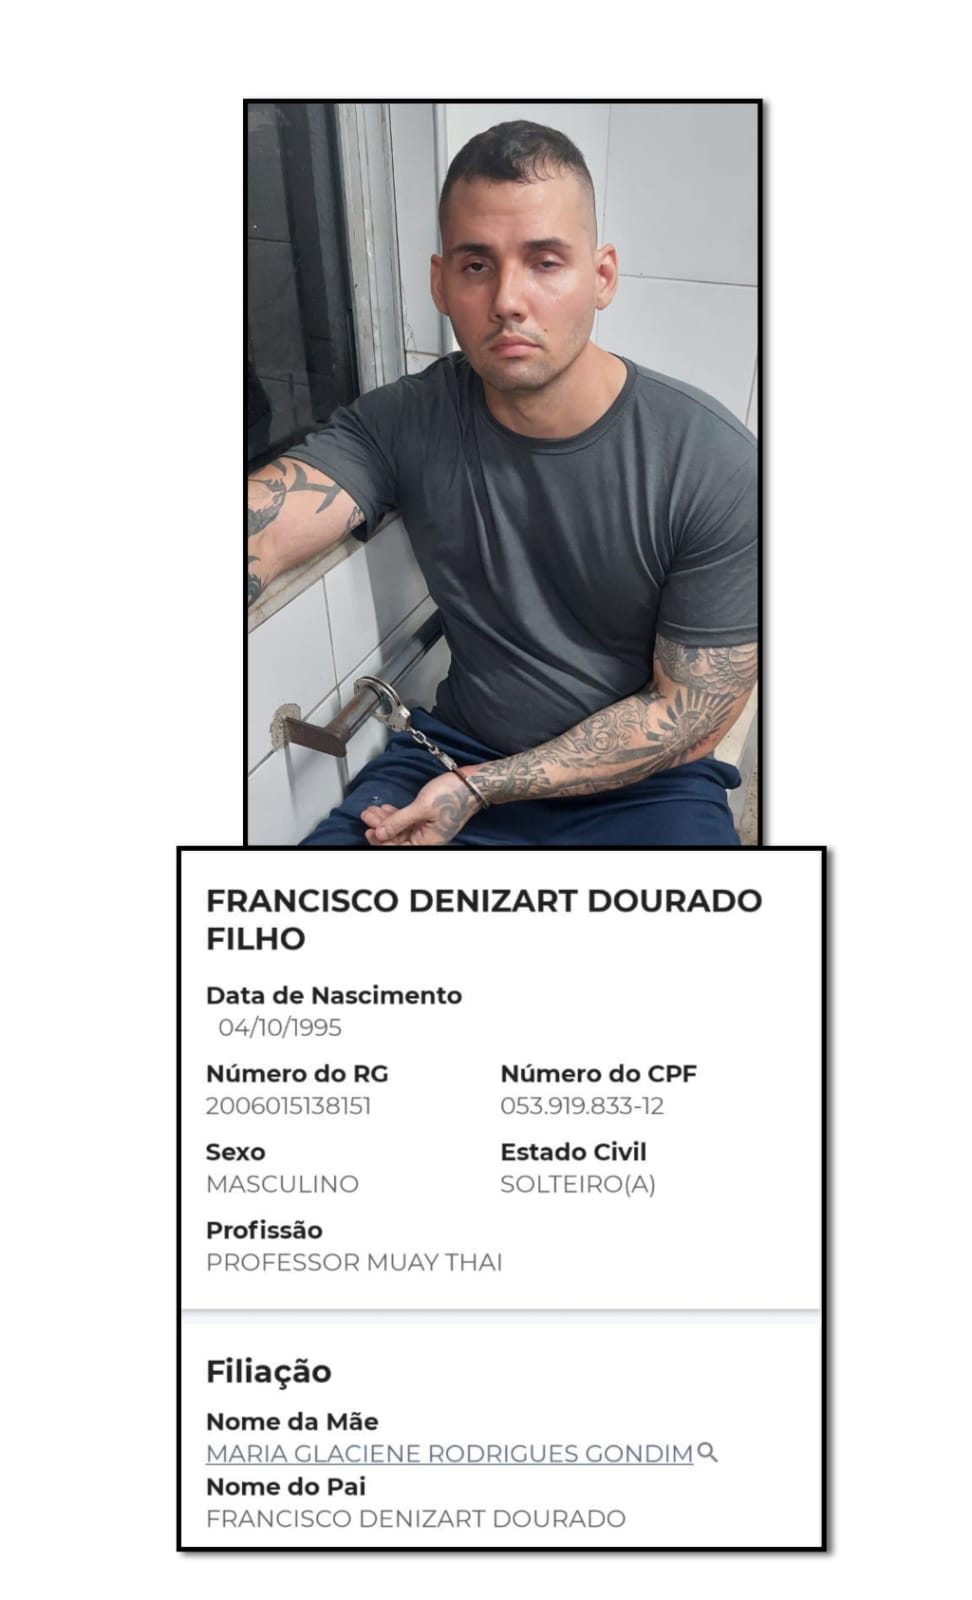 FRANCISCO DENIZART DOURADO
FILHO
Data de Nascimento
04/10/1995
Número do RG
Número do CPF
2006015138151
053.919.833-12
Sexo
Estado Civil
MASCULINO
SOLTEIRO(A)
Profissão
PROFESSOR MUAY THAI
Filiação
Nome da Mãe
MARIA GLACIENE RODRIGUES GONDIM
Nome do Pai
FRANCISCO DENIZART DOURADO